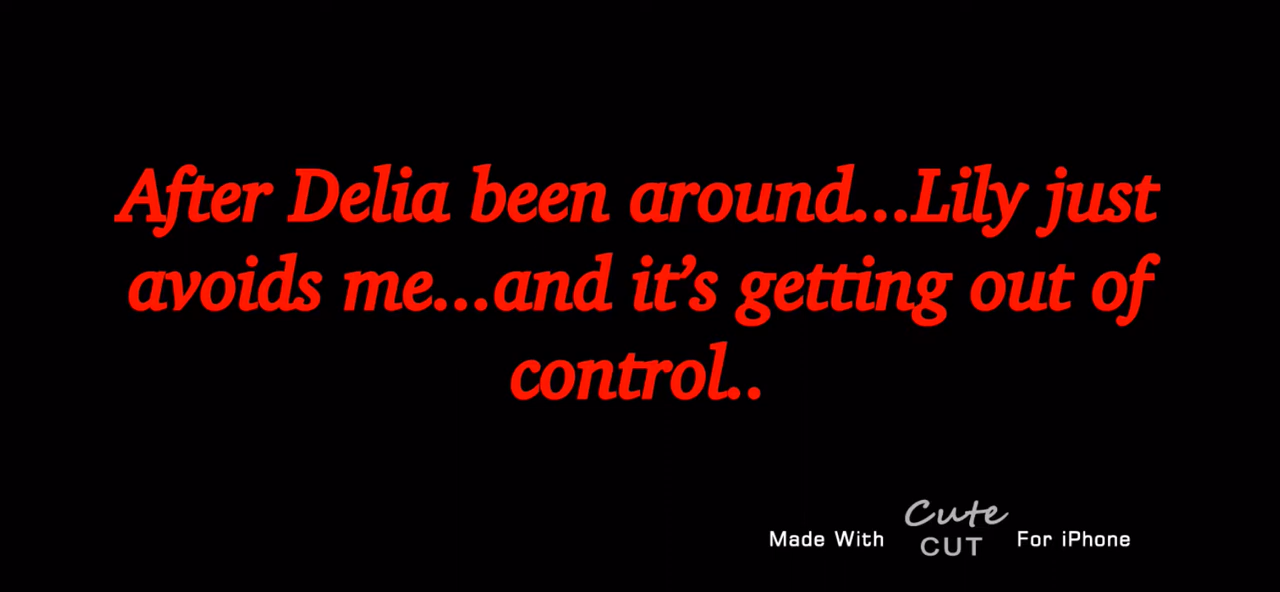 After Delia been around...Lily just
avoids me...and it’s getting out of
control..
Made With Cute CUT For iPhone